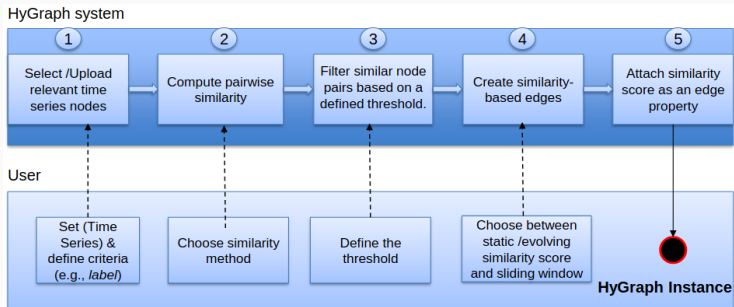 HyGraph system
1
2
3
4
5
Select /Upload
relevant time
series nodes
Compute pairwise
similarity
Filter similar node
pairs based on a
defined threshold.
Create similarity-
based edges
Attach similarity
score as an edge
property
User
Set (Time
Series) &
define criteria
(e.g., label)
Choose similarity
method
Define the
threshold
Choose between
static /evolving
similarity score
and sliding window
HyGraph Instance